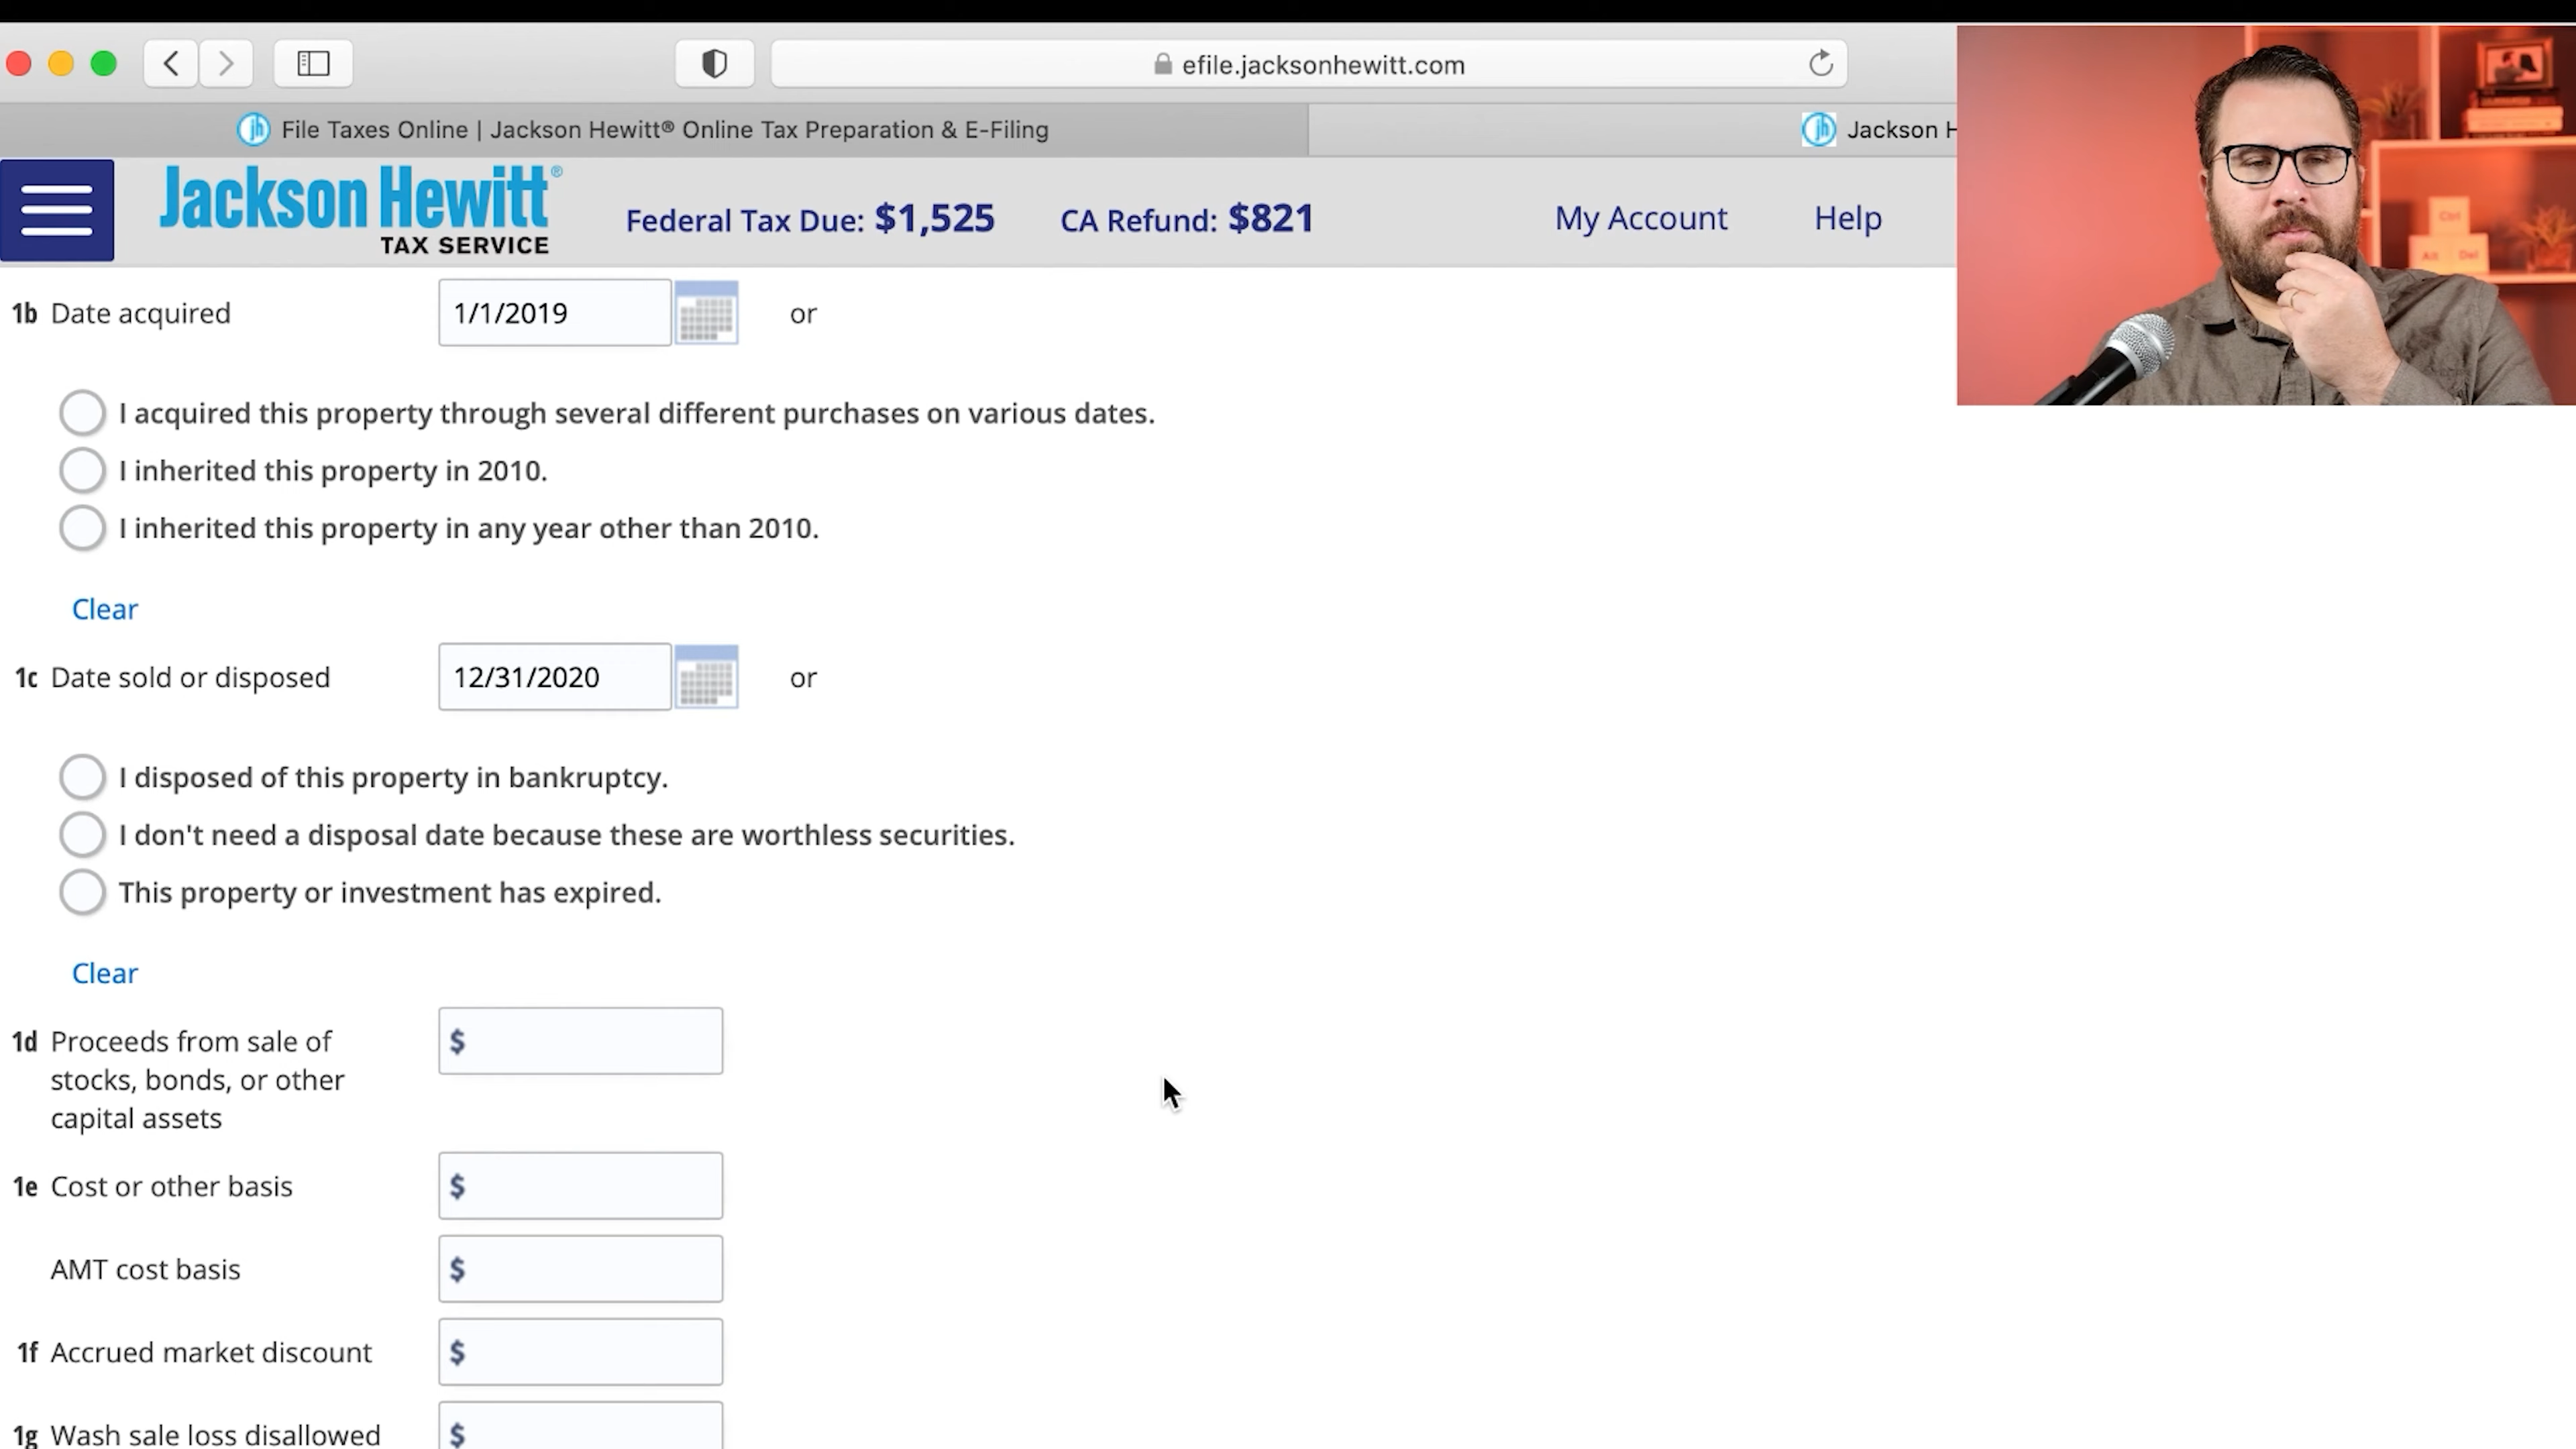 efile.jacksonhewitt.com
File Taxes Online | Jackson Hewitt® Online Tax Preparation & E-Filing
Jackson H
Jackson Hewitt®
TAX SERVICE
Federal Tax Due: $1,525 CA Refund: $821 My Account Help
1b Date acquired 1/1/2019 or
I acquired this property through several different purchases on various dates.
I inherited this property in 2010.
I inherited this property in any year other than 2010.
Clear
1c Date sold or disposed 12/31/2020 or
I disposed of this property in bankruptcy.
I don't need a disposal date because these are worthless securities.
This property or investment has expired.
Clear
1d Proceeds from sale of $
stocks, bonds, or other
capital assets
1e Cost or other basis $
AMT cost basis $
1f Accrued market discount $
1g Wash sale loss disallowed $
Ctrl
Alt Del